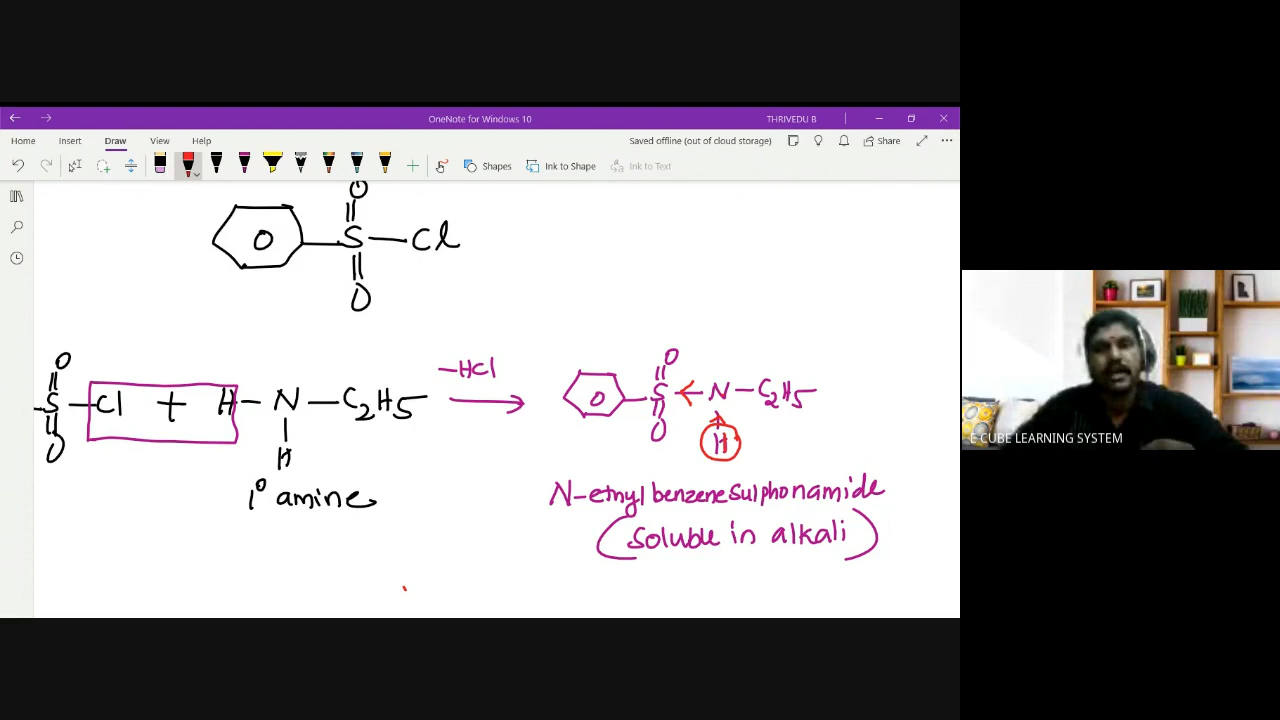 OneNote for Windows 10
THRIVEDU B
Home Insert Draw View Help
Saved offline (out of cloud storage)
Share
Shapes
Ink to Shape
Ink to Text
O
S
Cl
O
O
S — Cl + H — N — C2H5
O
H
1° amine
–HCl
O
S N — C2H5
O
H
N-ethyl benzene sulphonamide
(soluble in alkali)
E CUBE LEARNING SYSTEM